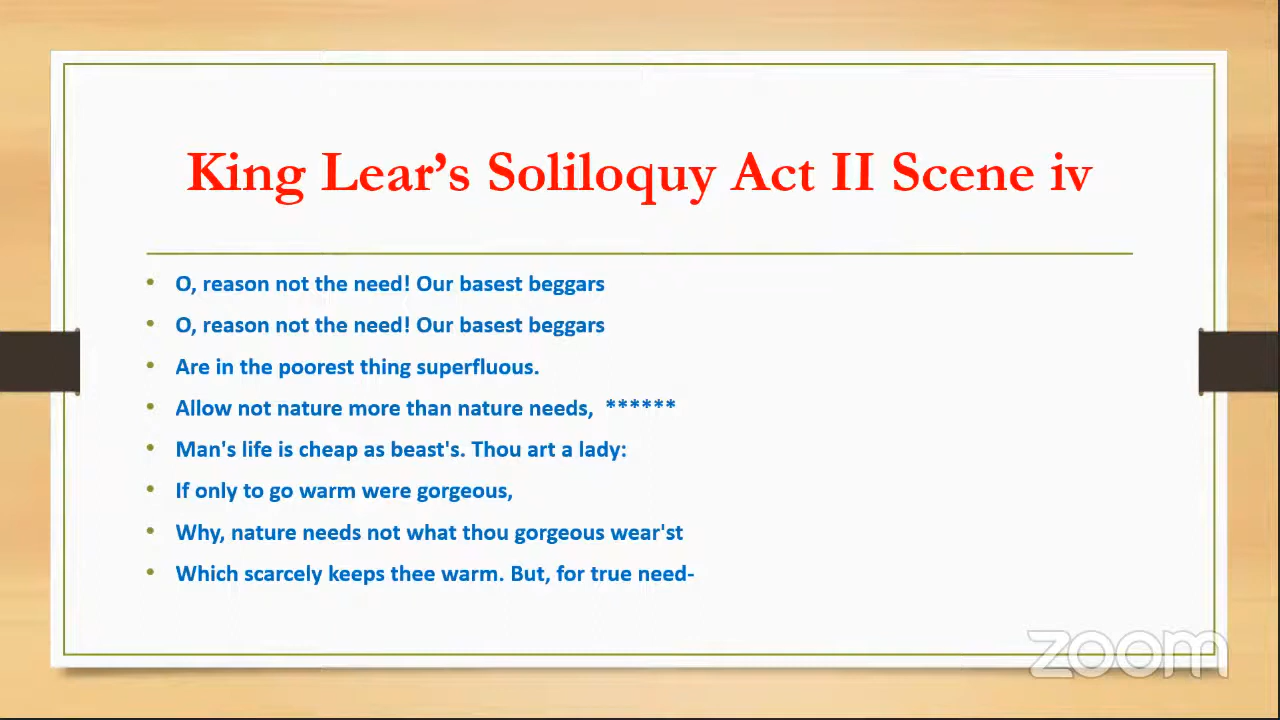 King Lear’s Soliloquy Act II Scene iv
• O, reason not the need! Our basest beggars
• O, reason not the need! Our basest beggars
• Are in the poorest thing superfluous.
• Allow not nature more than nature needs, ******
• Man's life is cheap as beast's. Thou art a lady:
• If only to go warm were gorgeous,
• Why, nature needs not what thou gorgeous wear'st
• Which scarcely keeps thee warm. But, for true need-
zoom